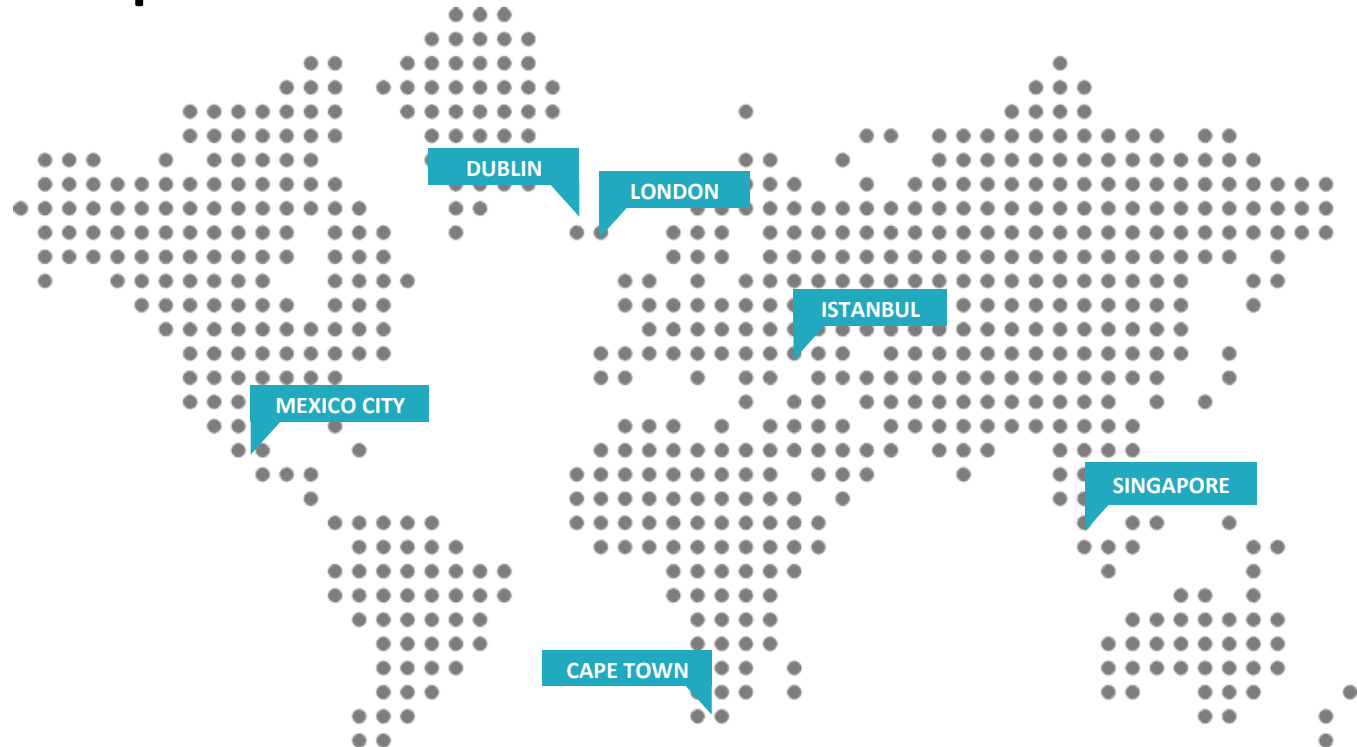 DUBLIN
LONDON
ISTANBUL
MEXICO CITY
SINGAPORE
CAPE TOWN